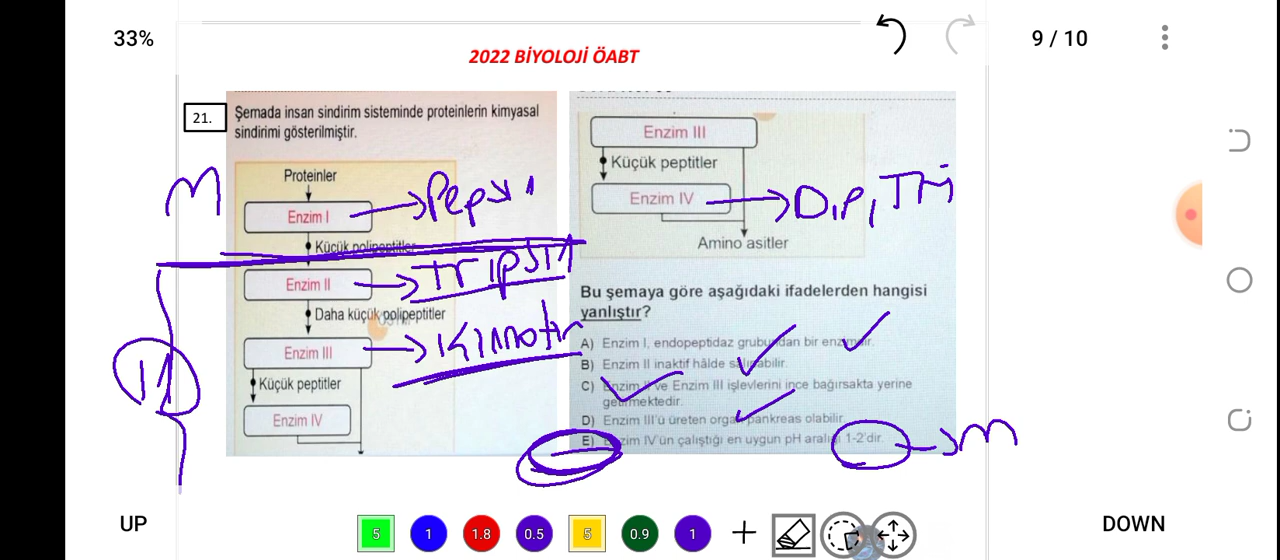 33%
9 / 10
2022 BİYOLOJİ ÖABT
21.
Şemada insan sindirim sisteminde proteinlerin kimyasal
sindirimi gösterilmiştir.
Proteinler
Enzim I
Küçük polipeptitler
Enzim II
Daha küçük polipeptitler
Enzim III
Küçük peptitler
Enzim IV
M
Tripsin
Enzim III
Küçük peptitler
Enzim IV
Amino asitler
Bu şemaya göre aşağıdaki ifadelerden hangisi
yanlıştır?
A) Enzim I, endopeptidaz grubundan bir enzimdir.
B) Enzim II inaktif hâlde salınabilir.
C) Enzim II ve Enzim III işlevlerini ince bağırsakta yerine
getirmektedir.
D) Enzim III'ü üreten organ pankreas olabilir.
E) Enzim IV'ün çalıştığı en uygun pH aralığı 1-2'dir.
m
UP
5
1
1.8
0.5
5
0.9
1
DOWN